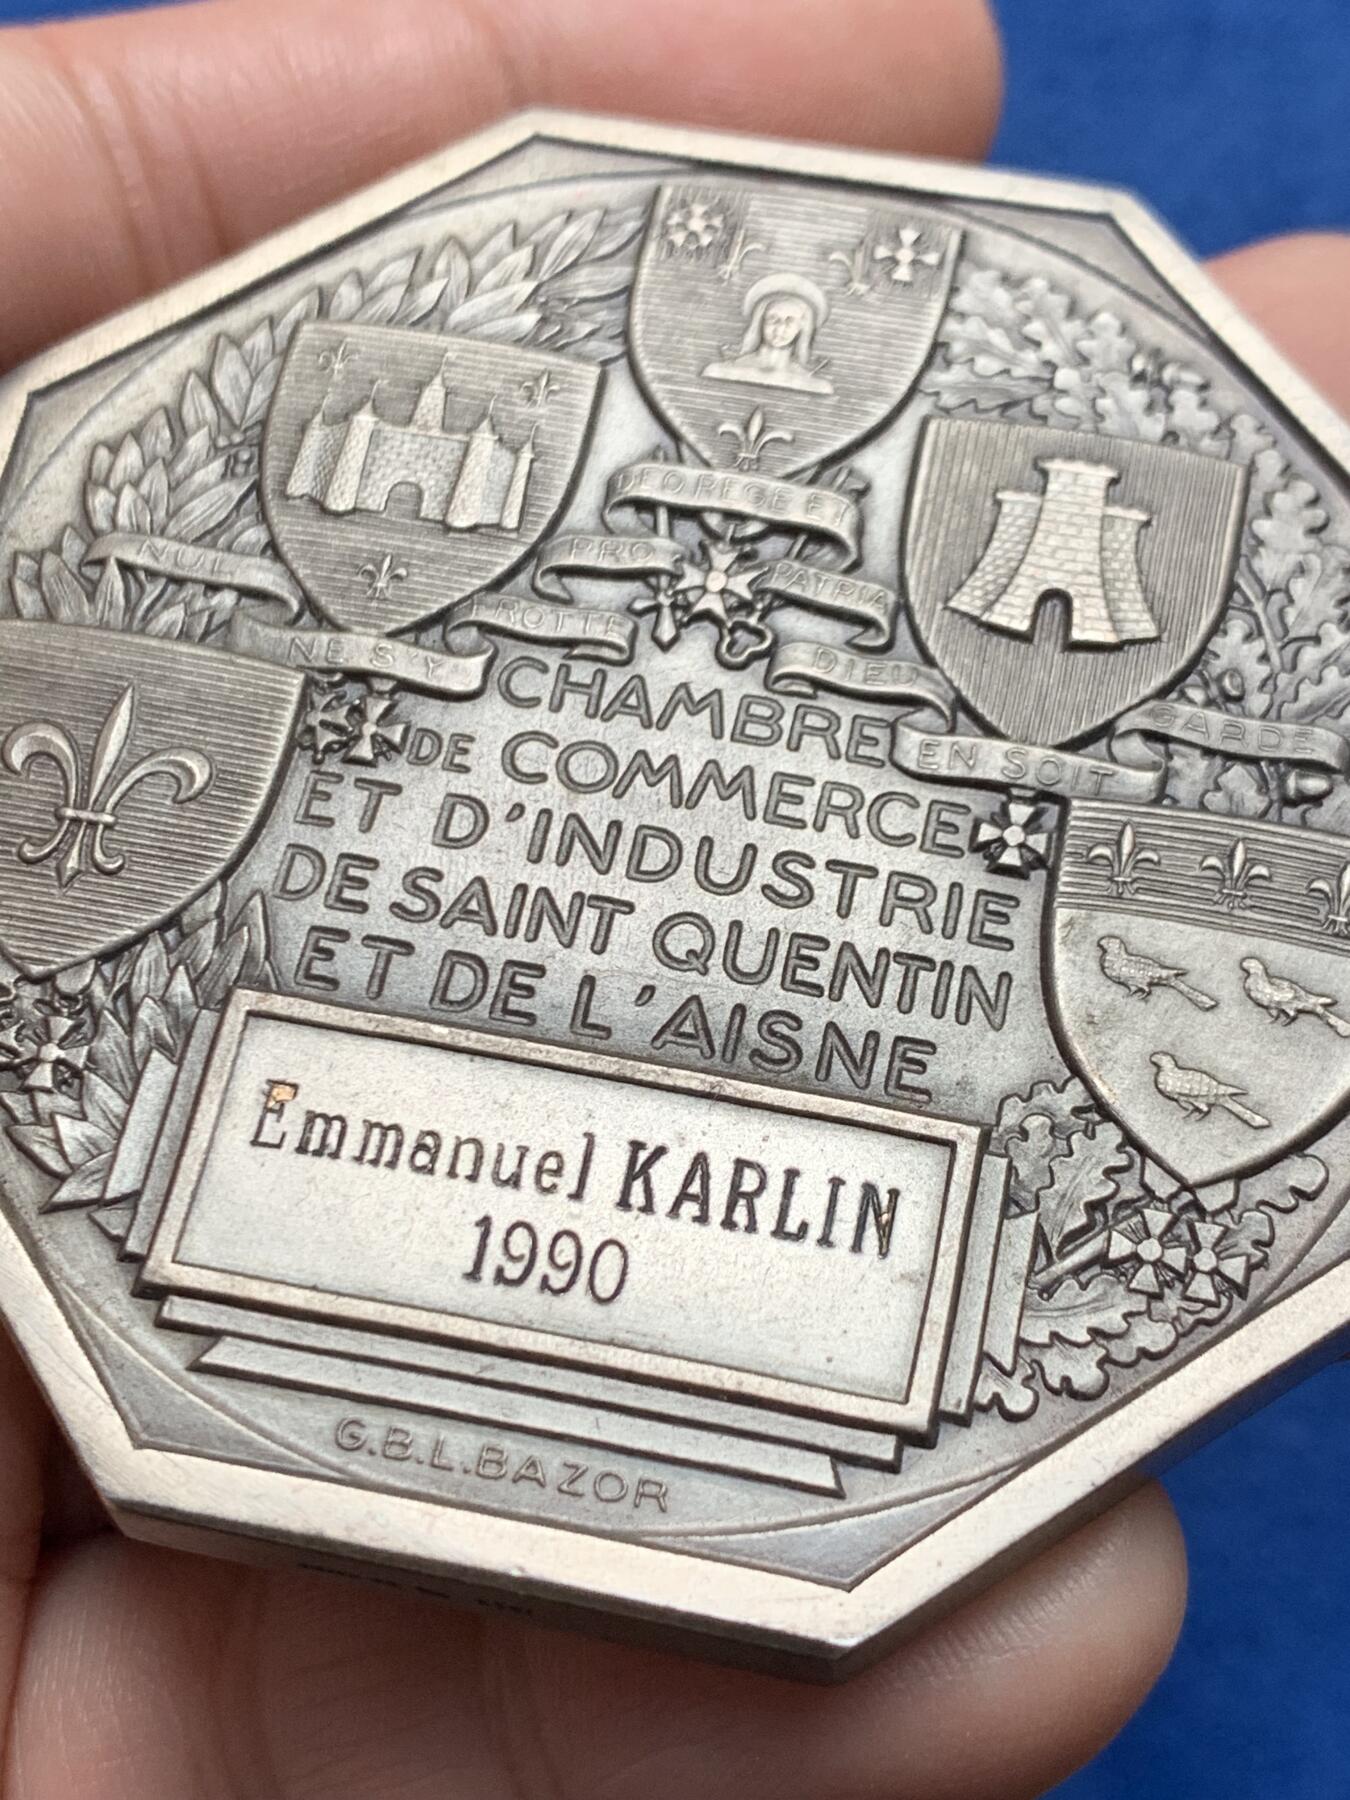 DEO REGE ET
PRO PATRIA
NUL
NE S'Y
FROTTE
DIEU
EN SOIT
GARDE
CHAMBRE
DE COMMERCE
ET D'INDUSTRIE
DE SAINT QUENTIN
ET DE L'AISNE
Emmanuel KARLIN
1990
G.B.L.BAZOR